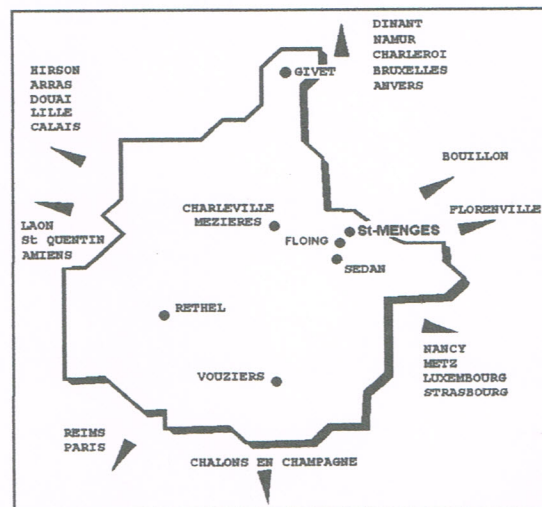 DINANT
NAMUR
CHARLEROI
BRUXELLES
ANVERS
HIRSON
ARRAS
DOUAI
LILLE
CALAIS
GIVET
BOUILLON
FLORENVILLE
LAON
St QUENTIN
AMIENS
CHARLEVILLE
MEZIERES
St-MENGES
FLOING
SEDAN
RETHEL
NANCY
METZ
LUXEMBOURG
STRASBOURG
VOUZIERS
REIMS
PARIS
CHALONS EN CHAMPAGNE